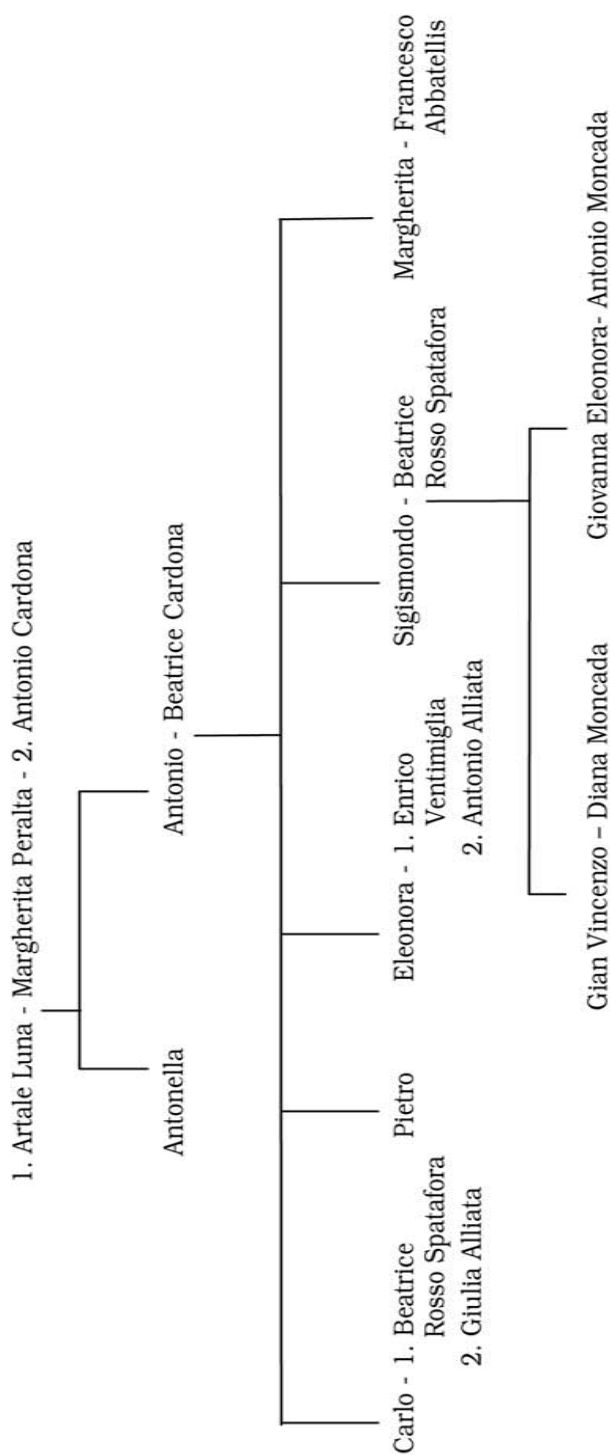 1. Artale Luna - Margherita Peralta - 2. Antonio Cardona
Antonella
Antonio - Beatrice Cardona
Carlo - 1. Beatrice
Rosso Spatafora
2. Giulia Alliata
Pietro
Eleonora - 1. Enrico
Ventimiglia
2. Antonio Alliata
Sigismondo - Beatrice
Rosso Spatafora
Margherita - Francesco
Abbatellis
Gian Vincenzo – Diana Moncada
Giovanna Eleonora- Antonio Moncada